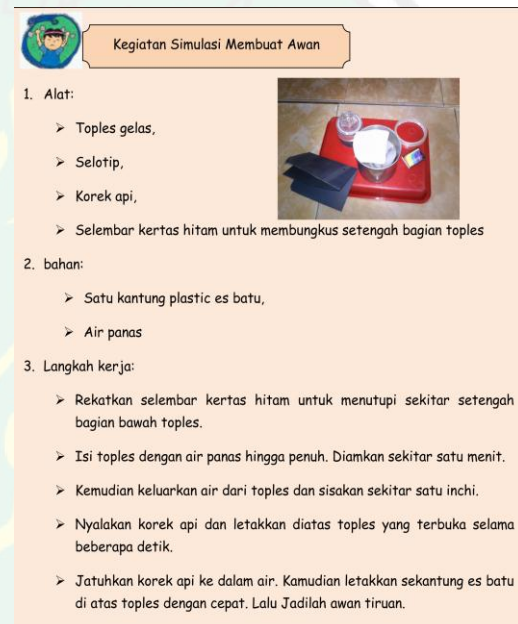 Kegiatan Simulasi Membuat Awan
1. Alat:
➢ Toples gelas,
➢ Selotip,
➢ Korek api,
➢ Selembar kertas hitam untuk membungkus setengah bagian toples
2. bahan:
➢ Satu kantung plastic es batu,
➢ Air panas
3. Langkah kerja:
➢ Rekatkan selembar kertas hitam untuk menutupi sekitar setengah
bagian bawah toples.
➢ Isi toples dengan air panas hingga penuh. Diamkan sekitar satu menit.
➢ Kemudian keluarkan air dari toples dan sisakan sekitar satu inchi.
➢ Nyalakan korek api dan letakkan diatas toples yang terbuka selama
beberapa detik.
➢ Jatuhkan korek api ke dalam air. Kamudian letakkan sekantung es batu
di atas toples dengan cepat. Lalu Jadilah awan tiruan.